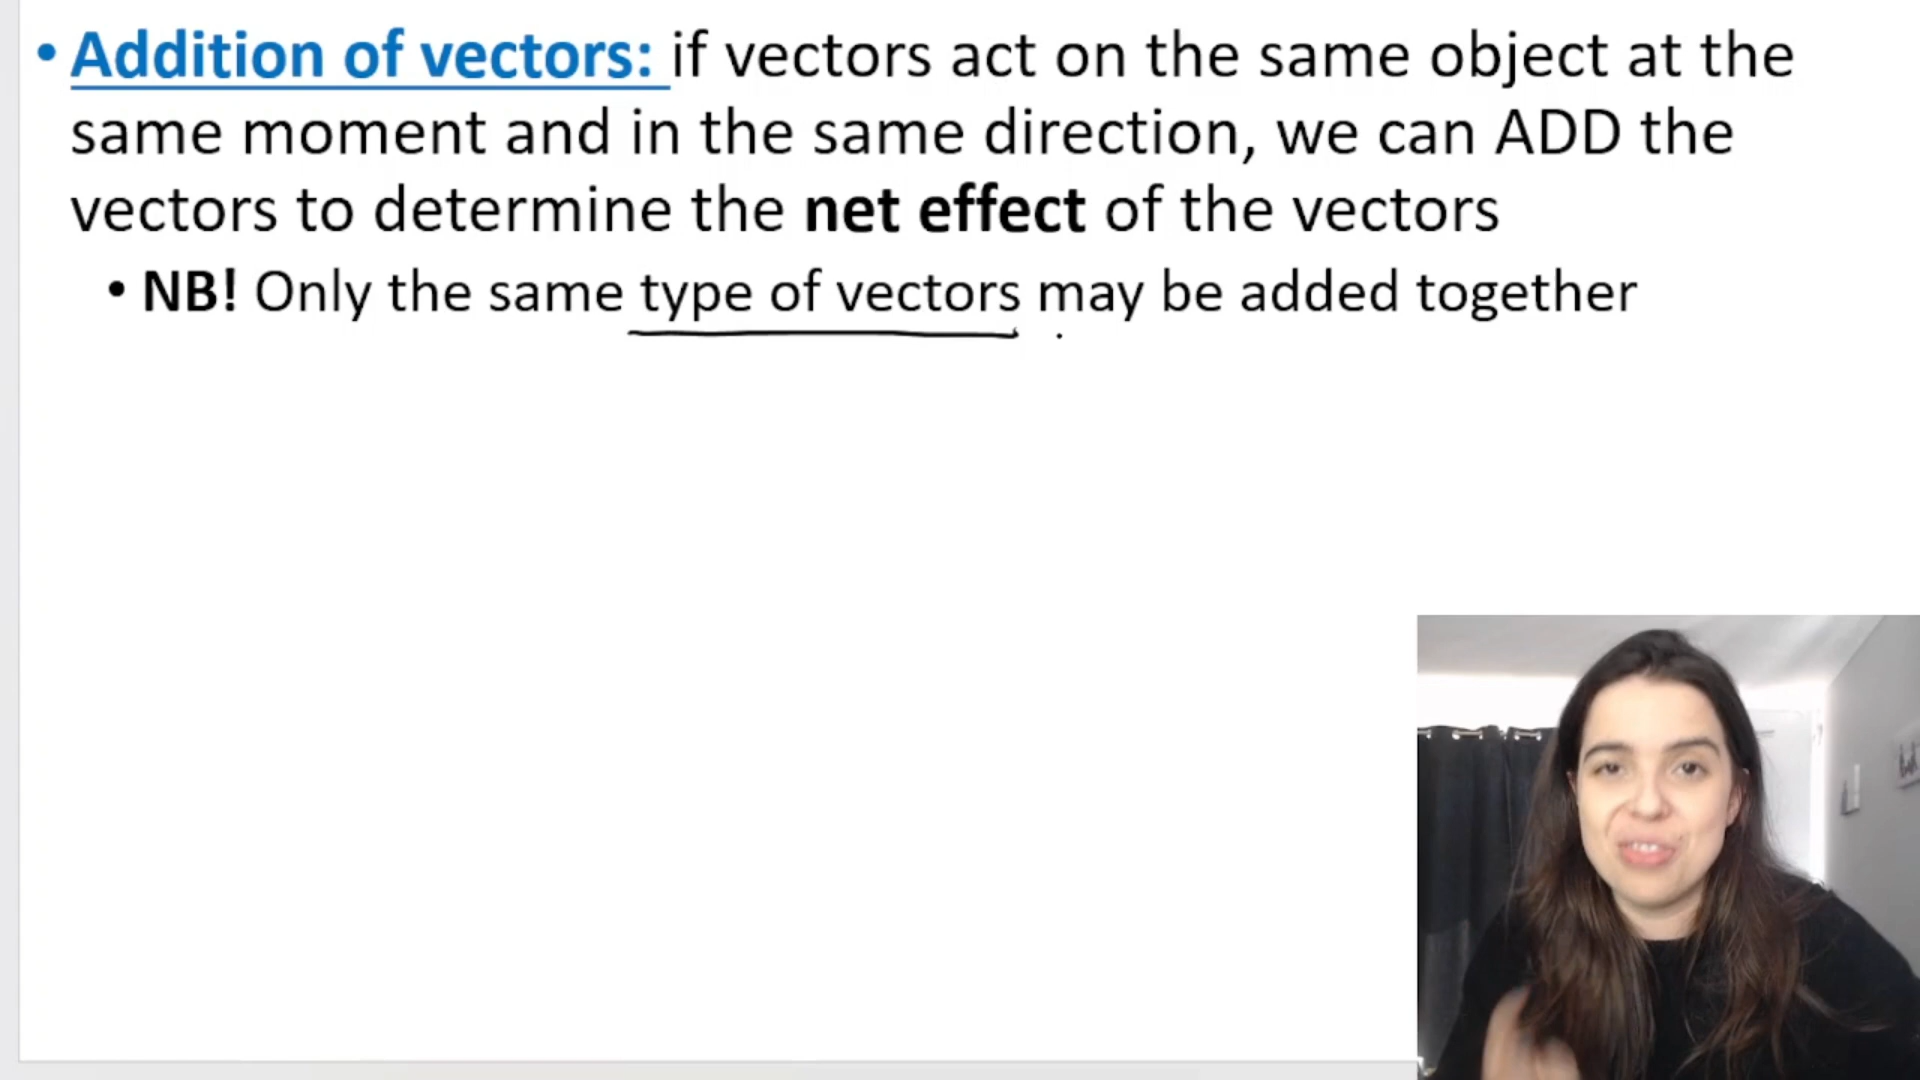 • Addition of vectors: if vectors act on the same object at the
same moment and in the same direction, we can ADD the
vectors to determine the net effect of the vectors
• NB! Only the same type of vectors may be added together